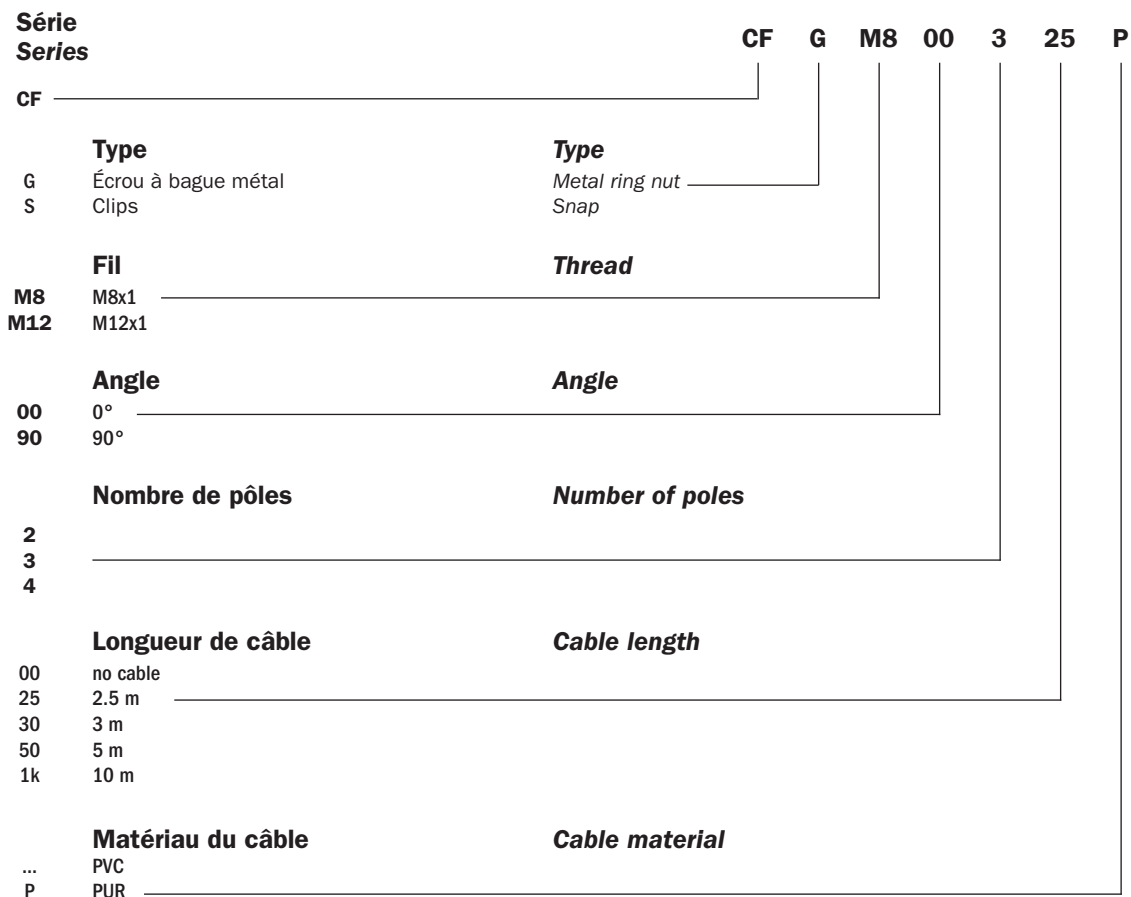 Série
Series
CF G M8 00 3 25 P
CF
Type Type
G Écrou à bague métal Metal ring nut
S Clips Snap
Fil Thread
M8 M8x1
M12 M12x1
Angle Angle
00 0°
90 90°
Nombre de pôles Number of poles
2
3
4
Longueur de câble Cable length
00 no cable
25 2.5 m
30 3 m
50 5 m
1k 10 m
Matériau du câble Cable material
... PVC
P PUR